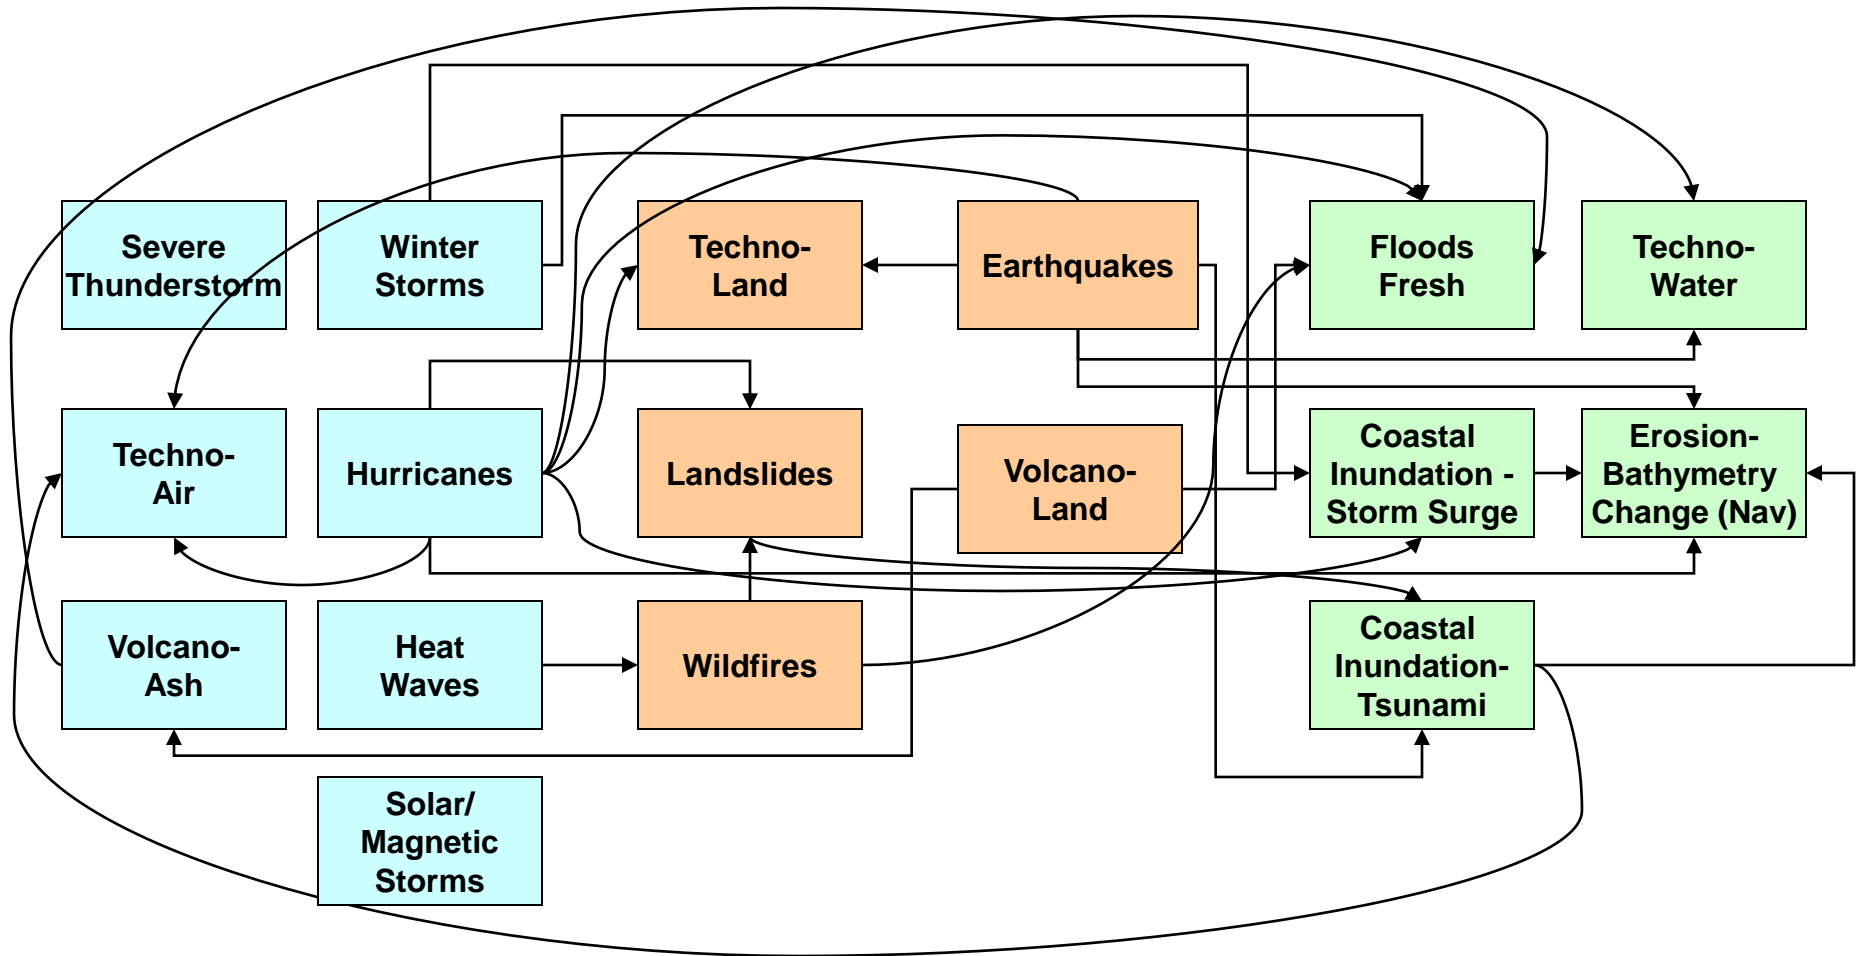 Severe
Thunderstorm
Winter
Storms
Techno-
Land
Earthquakes
Floods
Fresh
Techno-
Water
Techno-
Air
Hurricanes
Landslides
Volcano-
Land
Coastal
Inundation -
Storm Surge
Erosion-
Bathymetry
Change (Nav)
Volcano-
Ash
Heat
Waves
Wildfires
Coastal
Inundation-
Tsunami
Solar/
Magnetic
Storms